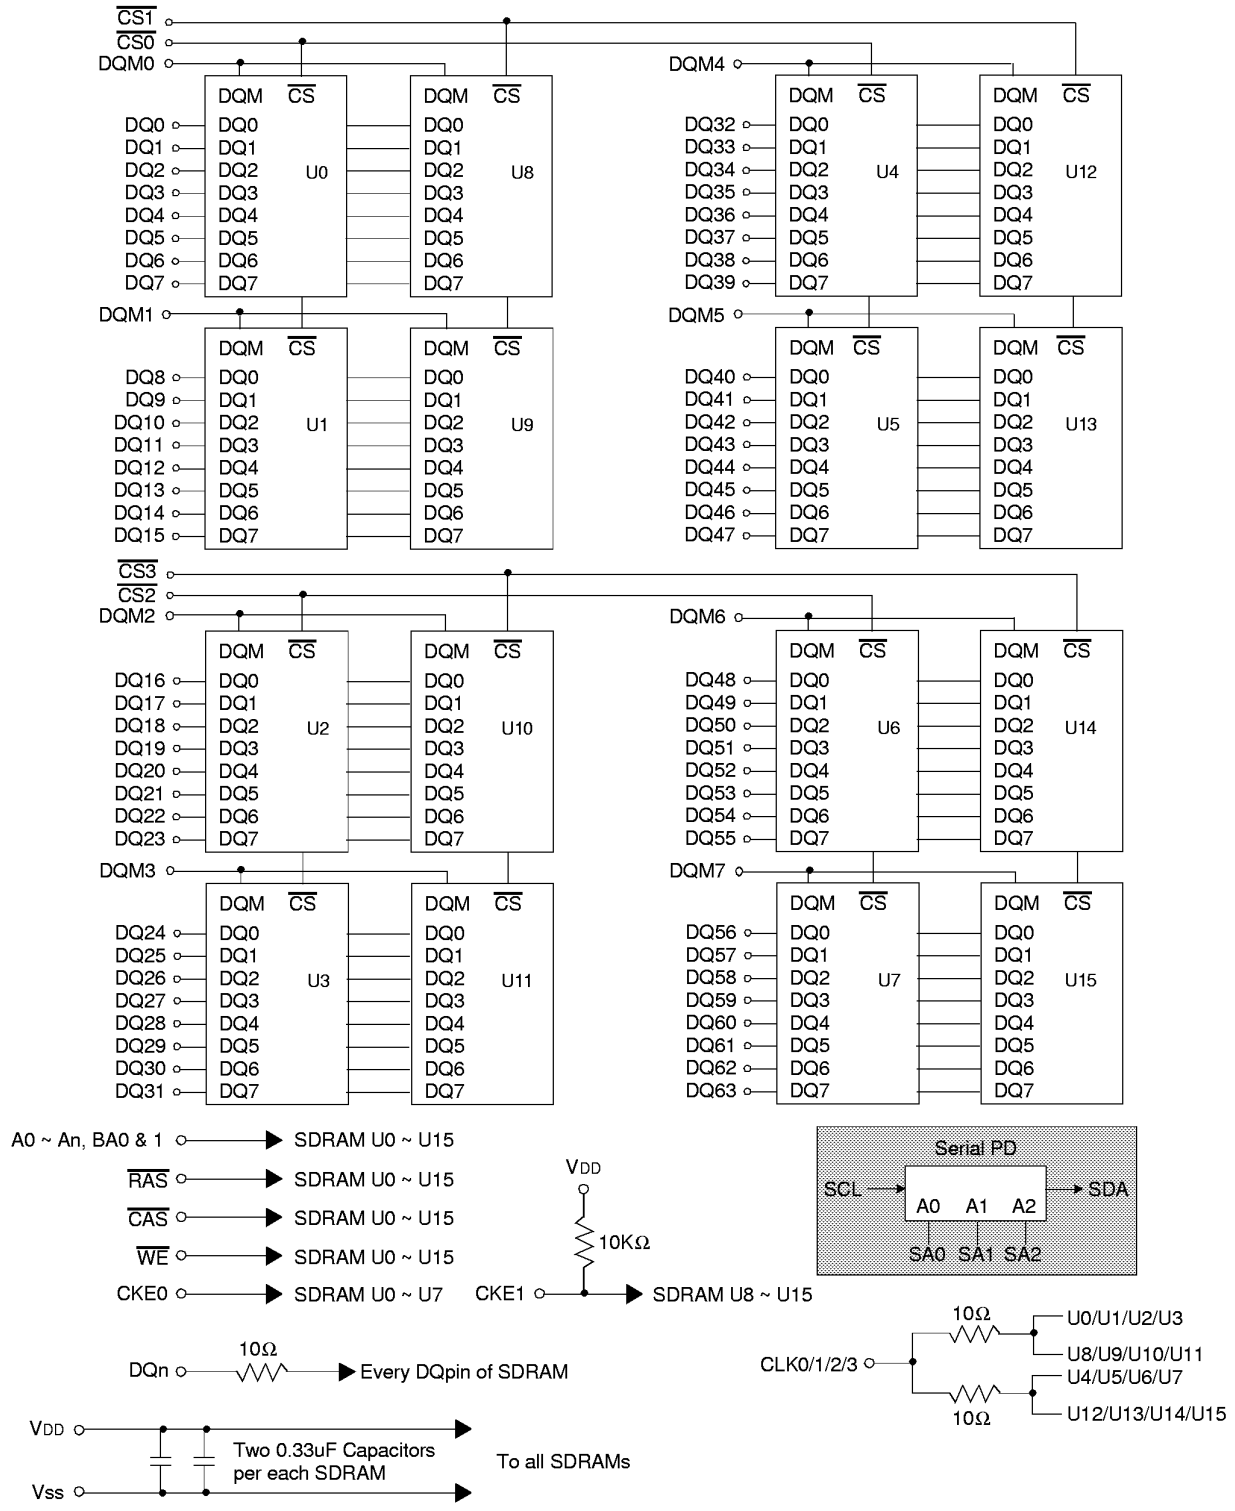 CS1
CS0
DQM0
DQM4
DQM CS DQM CS DQM CS DQM CS
DQ0 DQ0 DQ0 DQ32 DQ0 DQ0
DQ1 DQ1 DQ1 DQ33 DQ1 DQ1
DQ2 DQ2 U0 DQ2 U8 DQ34 DQ2 U4 DQ2 U12
DQ3 DQ3 DQ3 DQ35 DQ3 DQ3
DQ4 DQ4 DQ4 DQ36 DQ4 DQ4
DQ5 DQ5 DQ5 DQ37 DQ5 DQ5
DQ6 DQ6 DQ6 DQ38 DQ6 DQ6
DQ7 DQ7 DQ7 DQ39 DQ7 DQ7
DQM1 DQM5
DQM CS DQM CS DQM CS DQM CS
DQ8 DQ0 DQ0 DQ40 DQ0 DQ0
DQ9 DQ1 DQ1 DQ41 DQ1 DQ1
DQ10 DQ2 U1 DQ2 U9 DQ42 DQ2 U5 DQ2 U13
DQ11 DQ3 DQ3 DQ43 DQ3 DQ3
DQ12 DQ4 DQ4 DQ44 DQ4 DQ4
DQ13 DQ5 DQ5 DQ45 DQ5 DQ5
DQ14 DQ6 DQ6 DQ46 DQ6 DQ6
DQ15 DQ7 DQ7 DQ47 DQ7 DQ7
CS3
CS2
DQM2 DQM6
DQM CS DQM CS DQM CS DQM CS
DQ16 DQ0 DQ0 DQ48 DQ0 DQ0
DQ17 DQ1 DQ1 DQ49 DQ1 DQ1
DQ18 DQ2 U2 DQ2 U10 DQ50 DQ2 U6 DQ2 U14
DQ19 DQ3 DQ3 DQ51 DQ3 DQ3
DQ20 DQ4 DQ4 DQ52 DQ4 DQ4
DQ21 DQ5 DQ5 DQ53 DQ5 DQ5
DQ22 DQ6 DQ6 DQ54 DQ6 DQ6
DQ23 DQ7 DQ7 DQ55 DQ7 DQ7
DQM3 DQM7
DQM CS DQM CS DQM CS DQM CS
DQ24 DQ0 DQ0 DQ56 DQ0 DQ0
DQ25 DQ1 DQ1 DQ57 DQ1 DQ1
DQ26 DQ2 U3 DQ2 U11 DQ58 DQ2 U7 DQ2 U15
DQ27 DQ3 DQ3 DQ59 DQ3 DQ3
DQ28 DQ4 DQ4 DQ60 DQ4 DQ4
DQ29 DQ5 DQ5 DQ61 DQ5 DQ5
DQ30 DQ6 DQ6 DQ62 DQ6 DQ6
DQ31 DQ7 DQ7 DQ63 DQ7 DQ7
A0 ~ An, BA0 & 1 SDRAM U0 ~ U15
RAS SDRAM U0 ~ U15
CAS SDRAM U0 ~ U15
WE SDRAM U0 ~ U15
CKE0 SDRAM U0 ~ U7
VDD
10KΩ
CKE1 SDRAM U8 ~ U15
Serial PD
SCL SDA
A0 A1 A2
SA0 SA1 SA2
10Ω
DQn Every DQpin of SDRAM
10Ω
U0/U1/U2/U3
U8/U9/U10/U11
CLK0/1/2/3
U4/U5/U6/U7
10Ω
U12/U13/U14/U15
VDD
Two 0.33uF Capacitors
per each SDRAM
To all SDRAMs
Vss